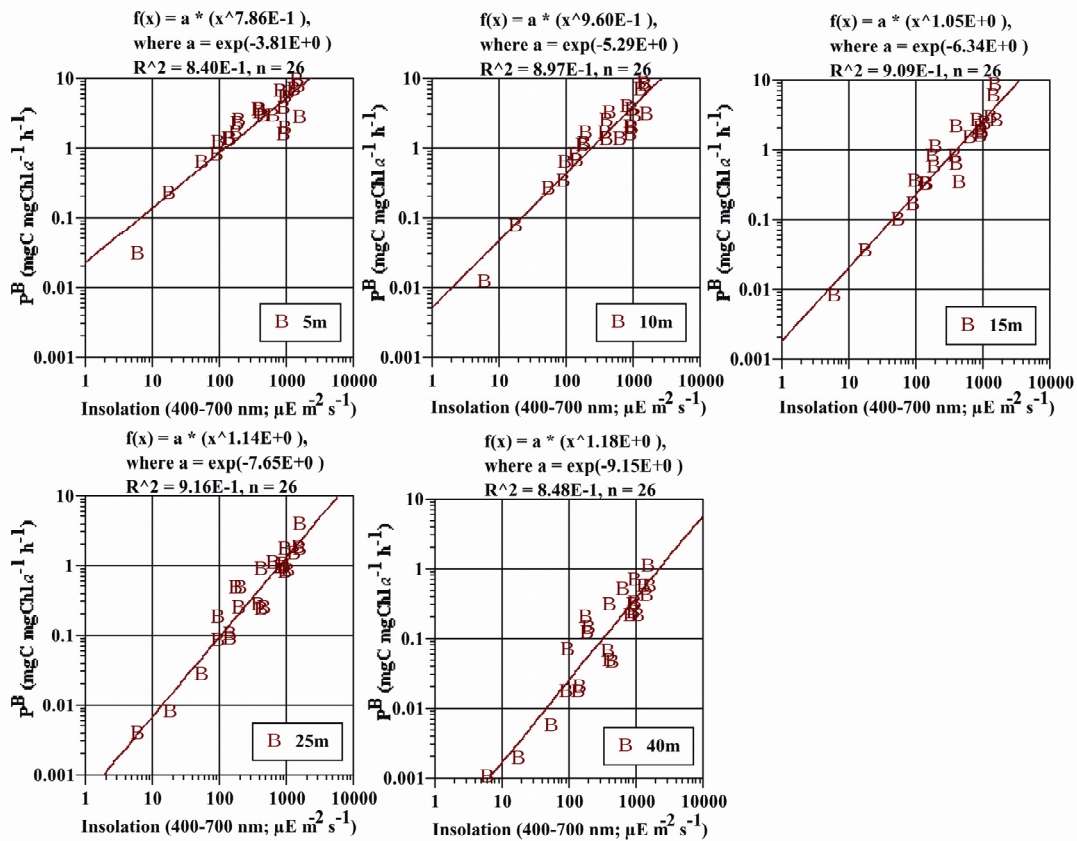 f(x) = a * (x^7.86E-1 ),
where a = exp(-3.81E+0 )
R^2 = 8.40E-1, n = 26
10
1
0.1
0.01
0.001
P^B (mgC mgChl a^-1 h^-1)
B 5m
1 10 100 1000 10000
Insolation (400-700 nm; µE m^-2 s^-1)
f(x) = a * (x^9.60E-1 ),
where a = exp(-5.29E+0 )
R^2 = 8.97E-1, n = 26
10
1
0.1
0.01
0.001
P^B (mgC mgChl a^-1 h^-1)
B 10m
1 10 100 1000 10000
Insolation (400-700 nm; µE m^-2 s^-1)
f(x) = a * (x^1.05E+0 ),
where a = exp(-6.34E+0 )
R^2 = 9.09E-1, n = 26
10
1
0.1
0.01
0.001
P^B (mgC mgChl a^-1 h^-1)
B 15m
1 10 100 1000 10000
Insolation (400-700 nm; µE m^-2 s^-1)
f(x) = a * (x^1.14E+0 ),
where a = exp(-7.65E+0 )
R^2 = 9.16E-1, n = 26
10
1
0.1
0.01
0.001
P^B (mgC mgChl a^-1 h^-1)
B 25m
1 10 100 1000 10000
Insolation (400-700 nm; µE m^-2 s^-1)
f(x) = a * (x^1.18E+0 ),
where a = exp(-9.15E+0 )
R^2 = 8.48E-1, n = 26
10
1
0.1
0.01
0.001
P^B (mgC mgChl a^-1 h^-1)
B 40m
1 10 100 1000 10000
Insolation (400-700 nm; µE m^-2 s^-1)